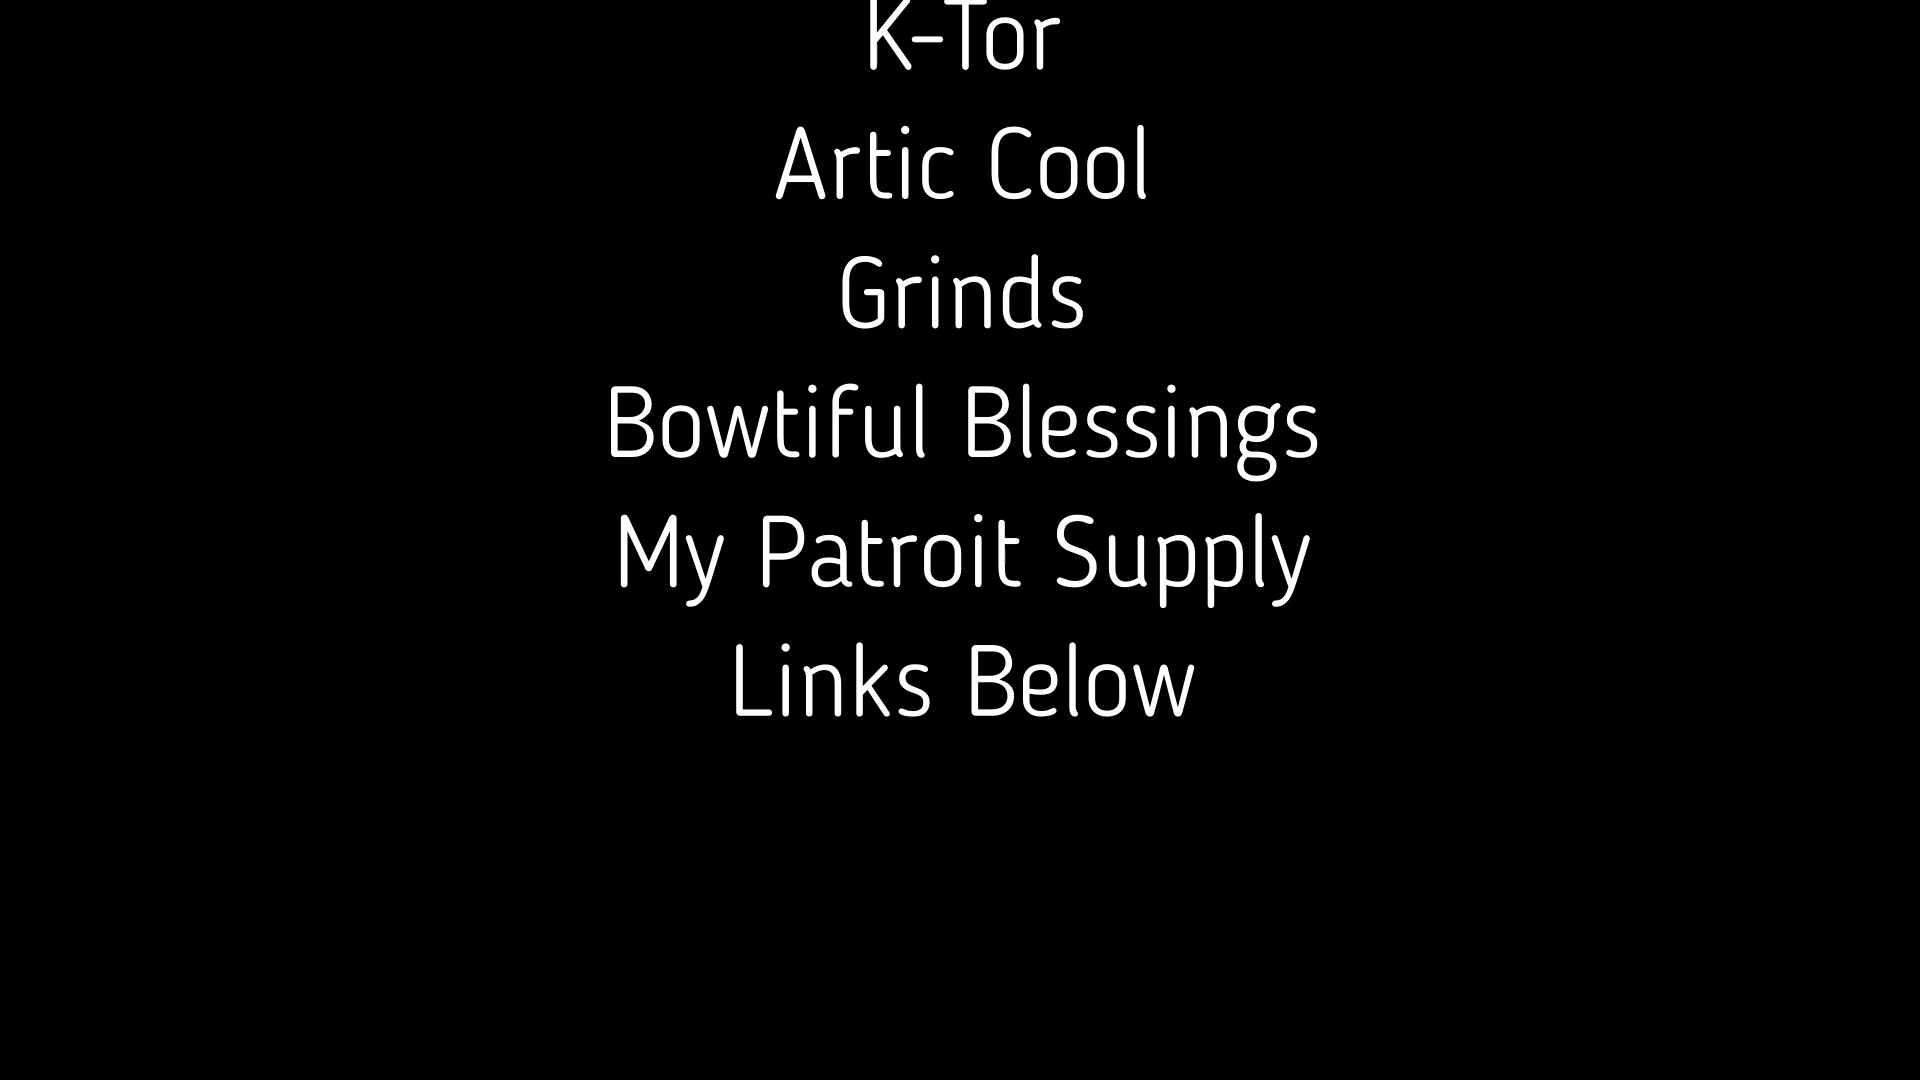 K-Tor
Artic Cool
Grinds
Bowtiful Blessings
My Patroit Supply
Links Below